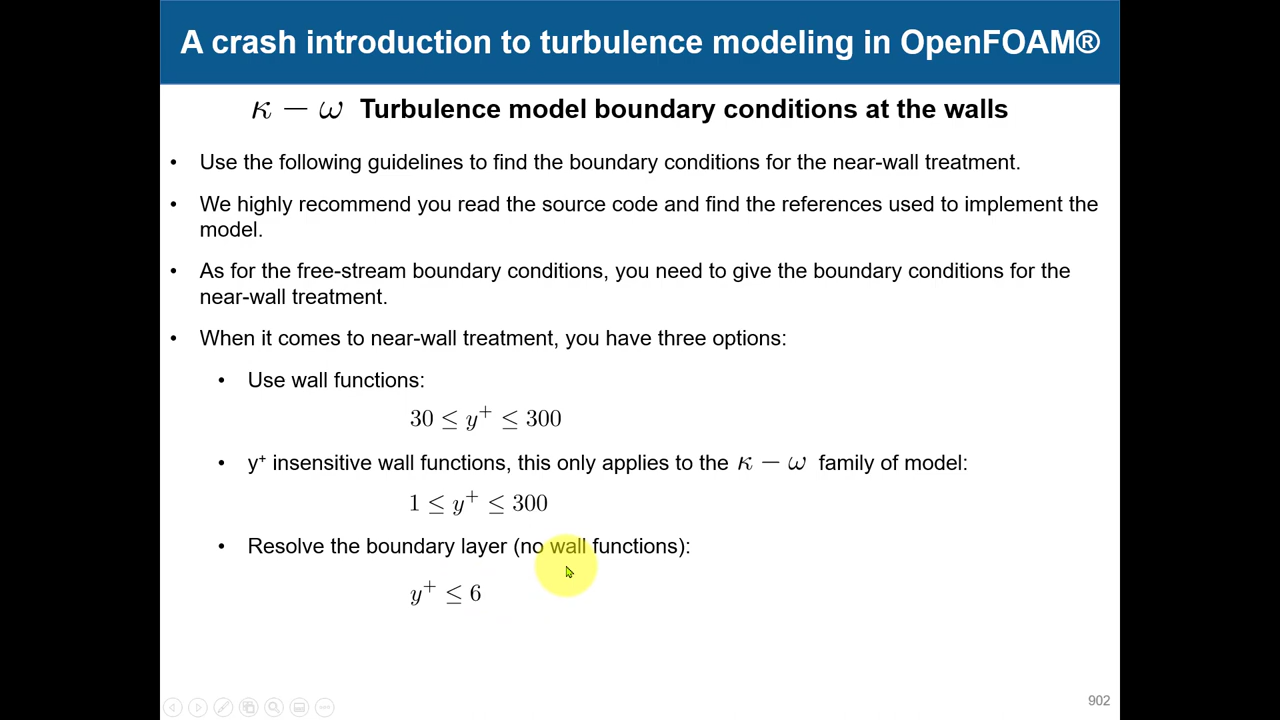 A crash introduction to turbulence modeling in OpenFOAM®
κ − ω Turbulence model boundary conditions at the walls
• Use the following guidelines to find the boundary conditions for the near-wall treatment.
• We highly recommend you read the source code and find the references used to implement the
model.
• As for the free-stream boundary conditions, you need to give the boundary conditions for the
near-wall treatment.
• When it comes to near-wall treatment, you have three options:
• Use wall functions:
30 ≤ y⁺ ≤ 300
• y⁺ insensitive wall functions, this only applies to the κ − ω family of model:
1 ≤ y⁺ ≤ 300
• Resolve the boundary layer (no wall functions):
y⁺ ≤ 6
902